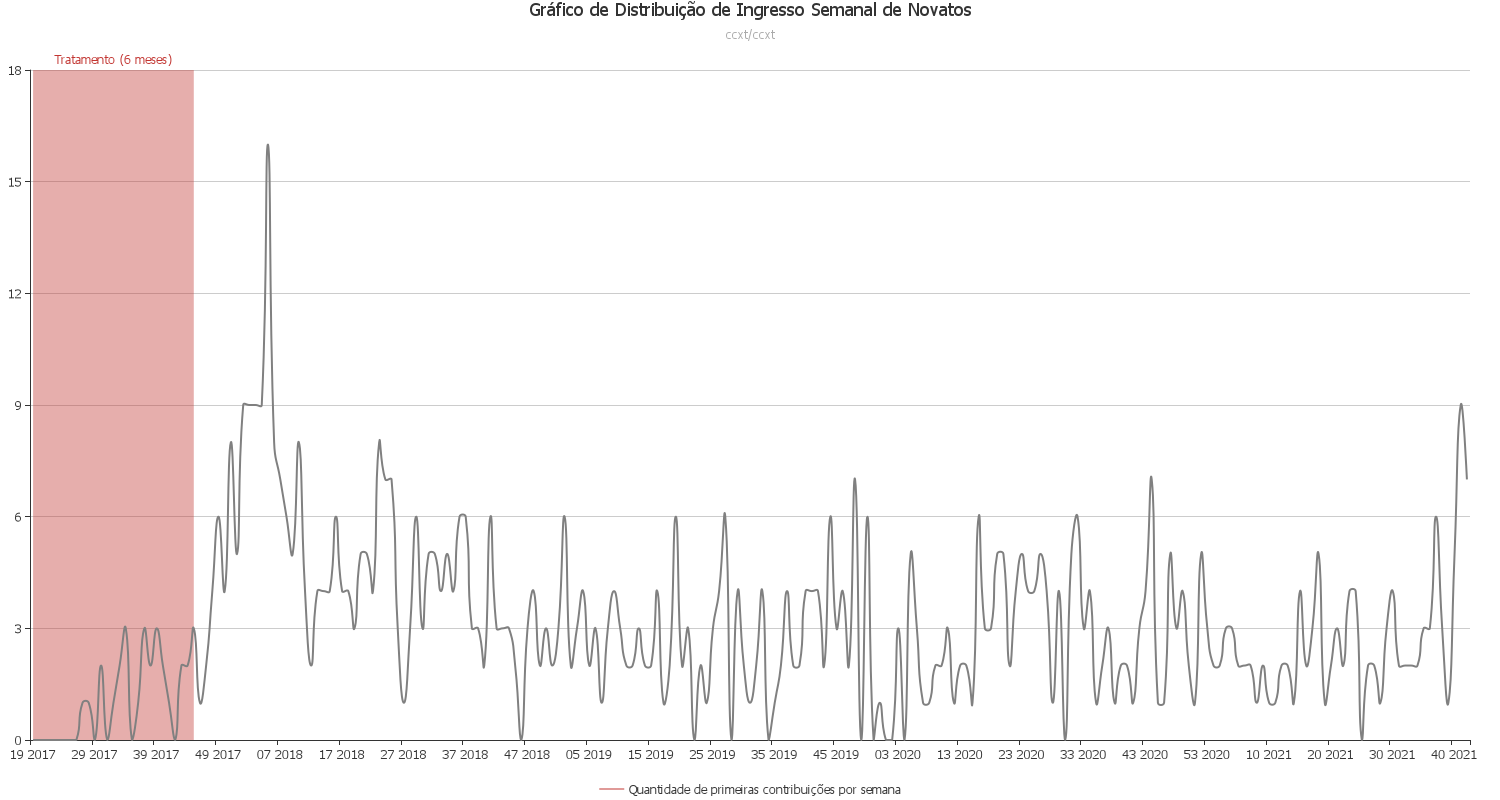 Gráfico de Distribuição de Ingresso Semanal de Novatos
ccxt/ccxt
Tratamento (6 meses)
18
15
12
9
6
3
0
19 2017 29 2017 39 2017 49 2017 07 2018 17 2018 27 2018 37 2018 47 2018 05 2019 15 2019 25 2019 35 2019 45 2019 03 2020 13 2020 23 2020 33 2020 43 2020 53 2020 10 2021 20 2021 30 2021 40 2021
Quantidade de primeiras contribuições por semana